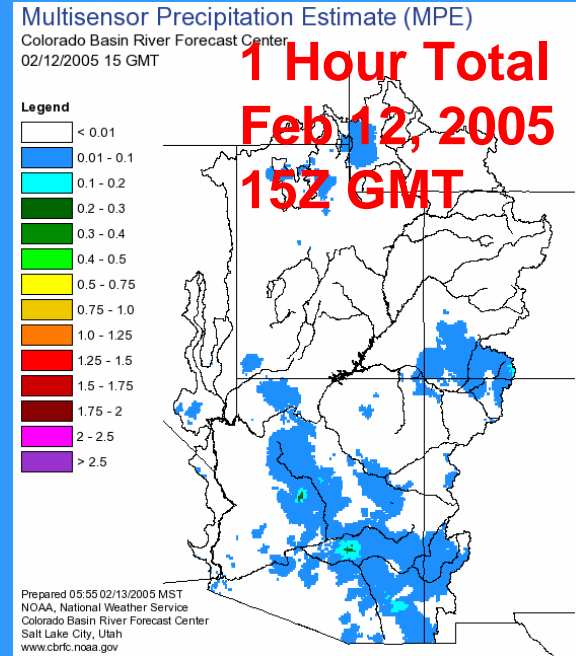 Multisensor Precipitation Estimate (MPE)
Colorado Basin River Forecast Center
02/12/2005 15 GMT
1 Hour Total
Feb 12, 2005
15Z GMT
Legend
< 0.01
0.01 - 0.1
0.1 - 0.2
0.2 - 0.3
0.3 - 0.4
0.4 - 0.5
0.5 - 0.75
0.75 - 1.0
1.0 - 1.25
1.25 - 1.5
1.5 - 1.75
1.75 - 2
2 - 2.5
> 2.5
Prepared 05:55 02/13/2005 MST
NOAA, National Weather Service
Colorado Basin River Forecast Center
Salt Lake City, Utah
www.cbrfc.noaa.gov